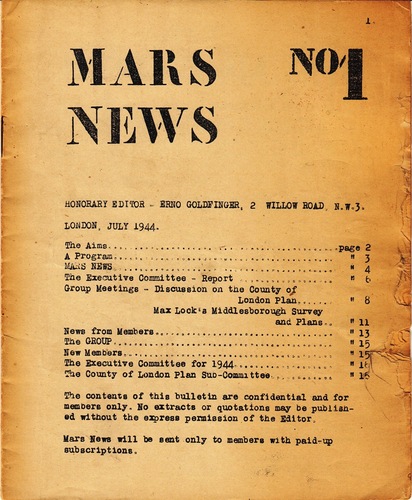 1.
MARS NO1
NEWS
HONORARY EDITOR - ERNO GOLDFINGER, 2 WILLOW ROAD, N.W.3.
LONDON, JULY 1944.
The Aims........................................page 2
A Program....................................... " 3
MARS NEWS....................................... " 4
The Executive Committee - Report ............... " 6
Group Meetings - Discussion on the County of
London Plan...... " 8
Max Lock's Middlesborough Survey
and Plans.. " 11
News from Members............................... " 13
The GROUP....................................... " 15
New Members..................................... " 15
The Executive Committee for 1944................ " 16
The County of London Plan Sub-Committee......... " 16
The contents of this bulletin are confidential and for
members only. No extracts or quotations may be publish-
ed without the express permission of the Editor.
Mars News will be sent only to members with paid-up
subscriptions.